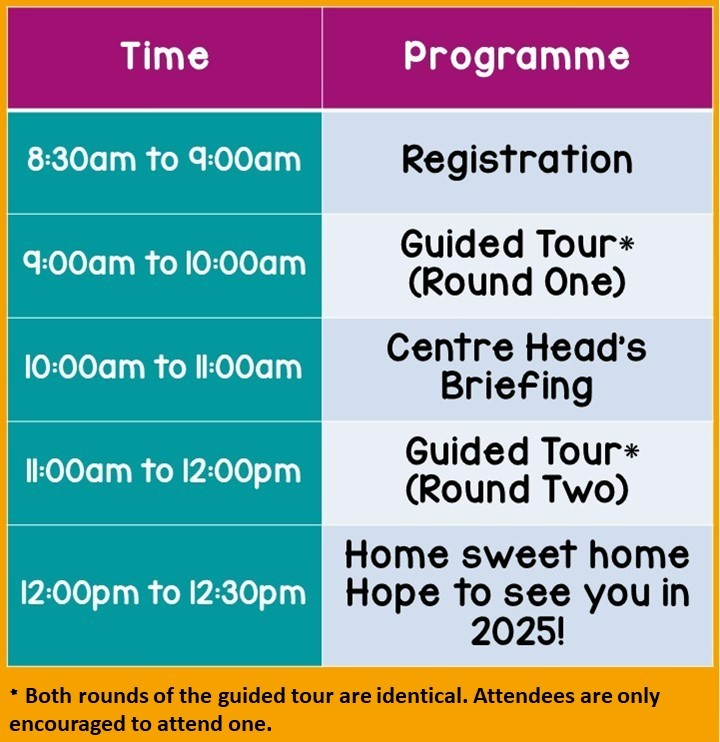 Time
Programme
8:30am to 9:00am
Registration
9:00am to 10:00am
Guided Tour*
(Round One)
10:00am to 11:00am
Centre Head's
Briefing
11:00am to 12:00pm
Guided Tour*
(Round Two)
12:00pm to 12:30pm
Home sweet home
Hope to see you in
2025!
* Both rounds of the guided tour are identical. Attendees are only
encouraged to attend one.